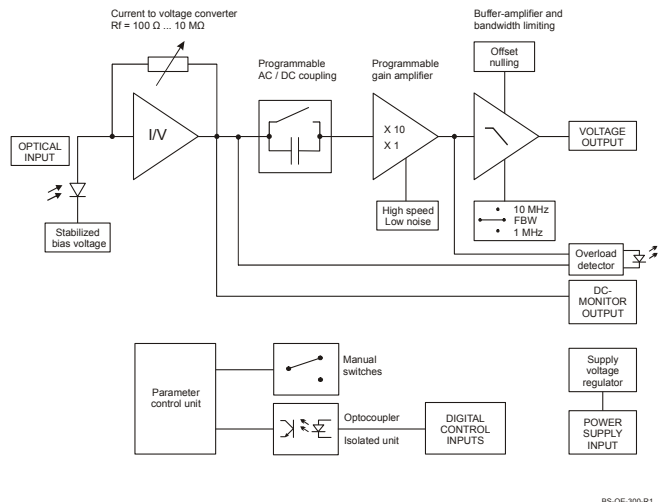 Current to voltage converter
Rf = 100 Ω ... 10 MΩ
Buffer-amplifier and
bandwidth limiting
Programmable
AC / DC coupling
Programmable
gain amplifier
Offset
nulling
I/V
X 10
X 1
OPTICAL
INPUT
VOLTAGE
OUTPUT
Stabilized
bias voltage
High speed
Low noise
10 MHz
FBW
1 MHz
Overload
detector
DC-
MONITOR
OUTPUT
Parameter
control unit
Manual
switches
Optocoupler
Isolated unit
DIGITAL
CONTROL
INPUTS
Supply
voltage
regulator
POWER
SUPPLY
INPUT
BS-OE-200-R1